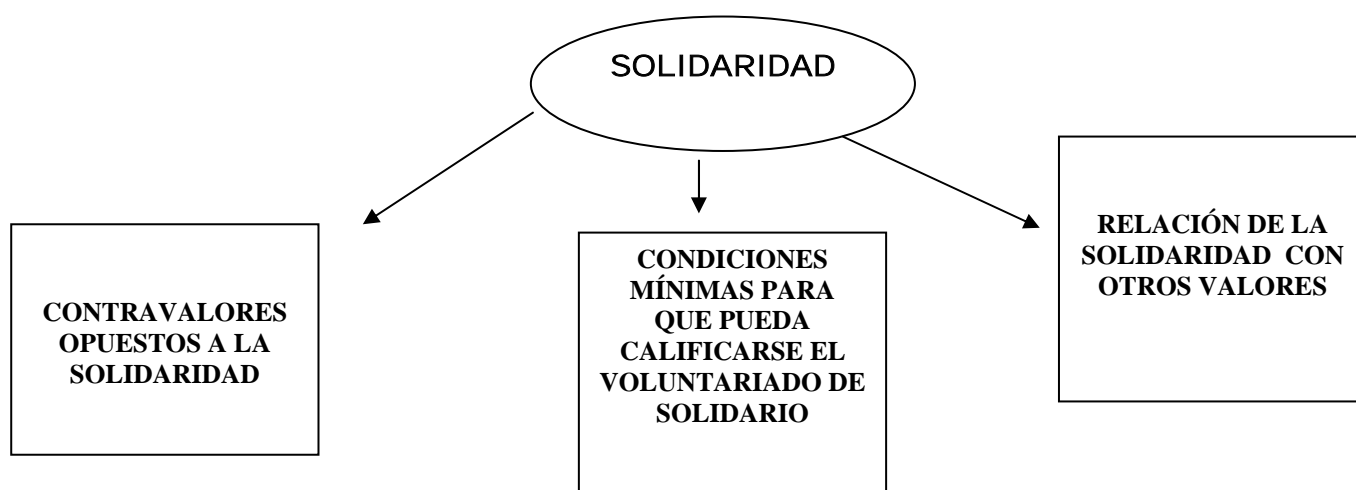 SOLIDARIDAD
CONTRAVALORES
OPUESTOS A LA
SOLIDARIDAD
CONDICIONES
MÍNIMAS PARA
QUE PUEDA
CALIFICARSE EL
VOLUNTARIADO DE
SOLIDARIO
RELACIÓN DE LA
SOLIDARIDAD CON
OTROS VALORES